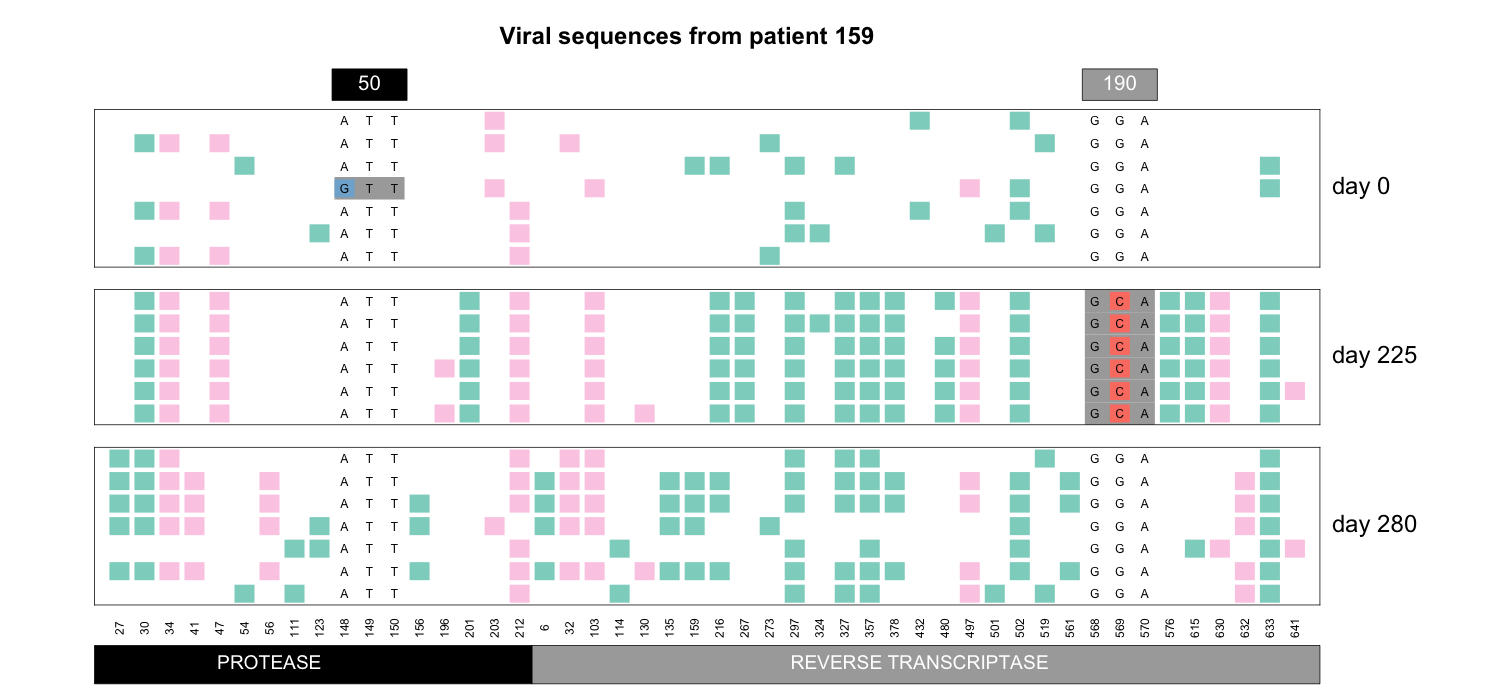 Viral sequences from patient 159
50 190
A T T G G A
A T T G G A
A T T G G A
G T T G G A
A T T G G A
A T T G G A
A T T G G A
day 0
A T T G C A
A T T G C A
A T T G C A
A T T G C A
A T T G C A
A T T G C A
day 225
A T T G G A
A T T G G A
A T T G G A
A T T G G A
A T T G G A
A T T G G A
A T T G G A
day 280
27 30 34 41 47 54 56 111 123 148 149 150 156 196 201 203 212 6 32 103 114 130 135 159 216 267 273 297 324 327 357 378 432 480 497 501 502 519 561 568 569 570 576 615 630 632 633 641
PROTEASE REVERSE TRANSCRIPTASE